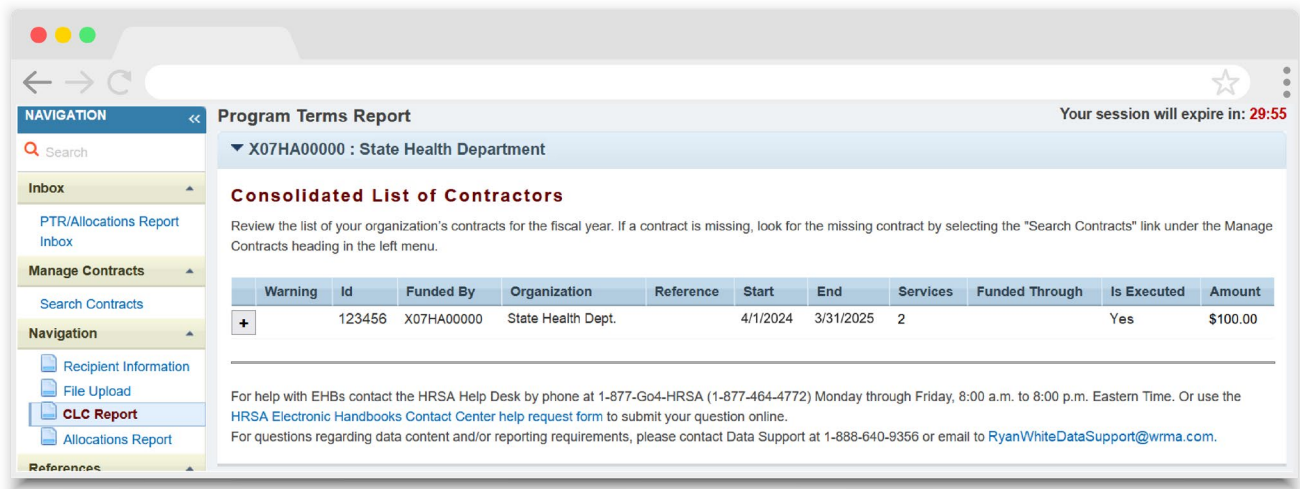 NAVIGATION «
Search
Inbox
PTR/Allocations Report
Inbox
Manage Contracts
Search Contracts
Navigation
Recipient Information
File Upload
CLC Report
Allocations Report
References
Program Terms Report
Your session will expire in: 29:55
X07HA00000 : State Health Department
Consolidated List of Contractors
Review the list of your organization's contracts for the fiscal year. If a contract is missing, look for the missing contract by selecting the "Search Contracts" link under the Manage
Contracts heading in the left menu.
Warning Id Funded By Organization Reference Start End Services Funded Through Is Executed Amount
+ 123456 X07HA00000 State Health Dept. 4/1/2024 3/31/2025 2 Yes $100.00
For help with EHBs contact the HRSA Help Desk by phone at 1-877-Go4-HRSA (1-877-464-4772) Monday through Friday, 8:00 a.m. to 8:00 p.m. Eastern Time. Or use the
HRSA Electronic Handbooks Contact Center help request form to submit your question online.
For questions regarding data content and/or reporting requirements, please contact Data Support at 1-888-640-9356 or email to RyanWhiteDataSupport@wrma.com.